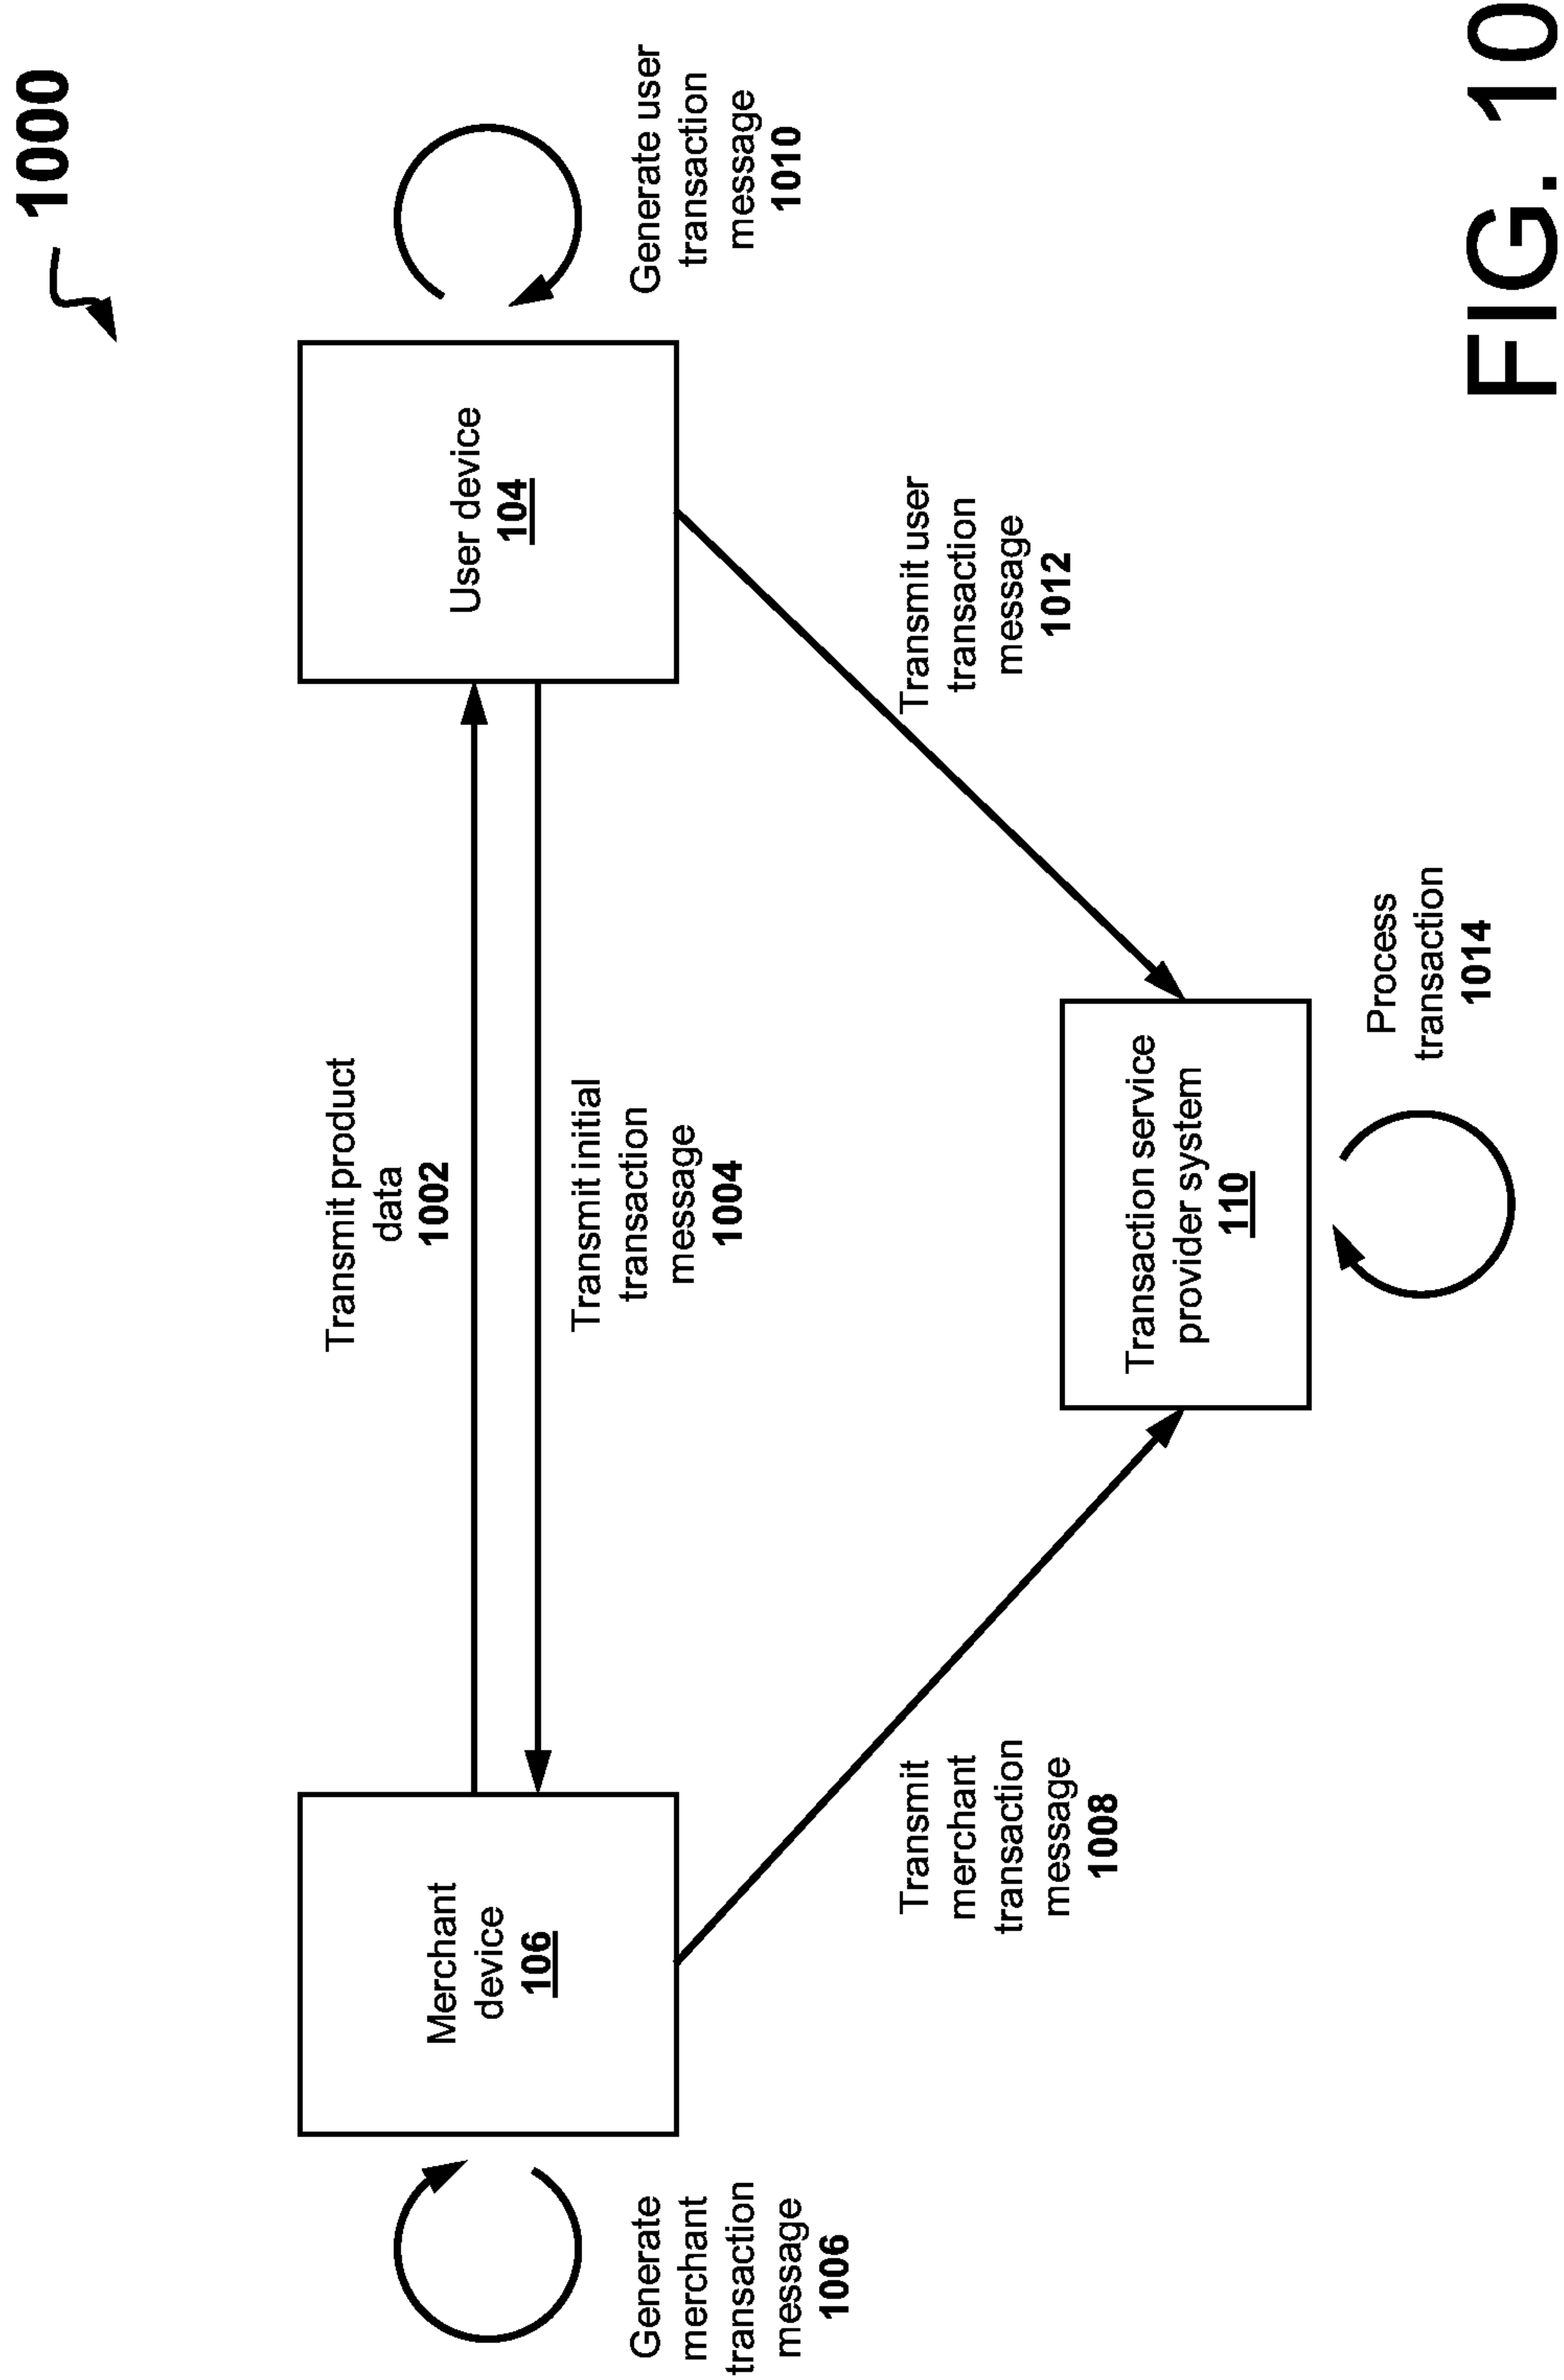 1000
Transmit product
data
1002
Transmit initial
transaction
message
1004
Merchant
device
106
User device
104
Generate
merchant
transaction
message
1006
Generate user
transaction
message
1010
Transmit
merchant
transaction
message
1008
Transmit user
transaction
message
1012
Transaction service
provider system
110
Process
transaction
1014
FIG. 10